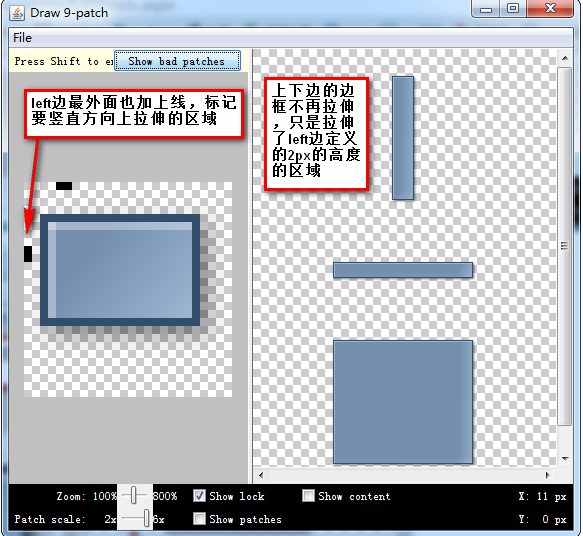 Draw 9-patch
File
Press Shift to er
Show bad patches
left边最外面也加上线，标记
要竖直方向上拉伸的区域
上下边的边
框不再拉伸
，只是拉伸
了left边定义
的2px的高度
的区域
Zoom: 100% 800% Show lock Show content X: 11 px
Patch scale: 2x 6x Show patches Y: 0 px